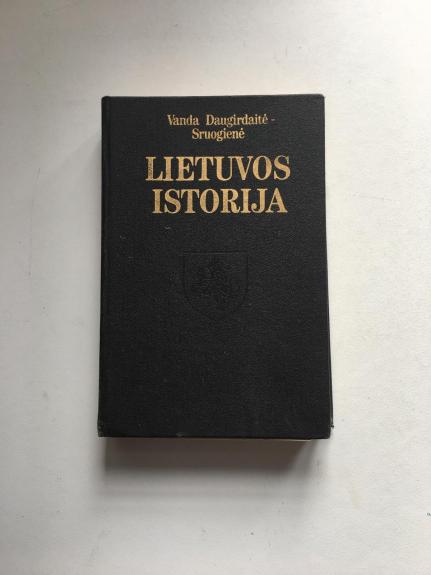 Vanda Daugirdaitė-
Sruogienė
LIETUVOS
ISTORIJA